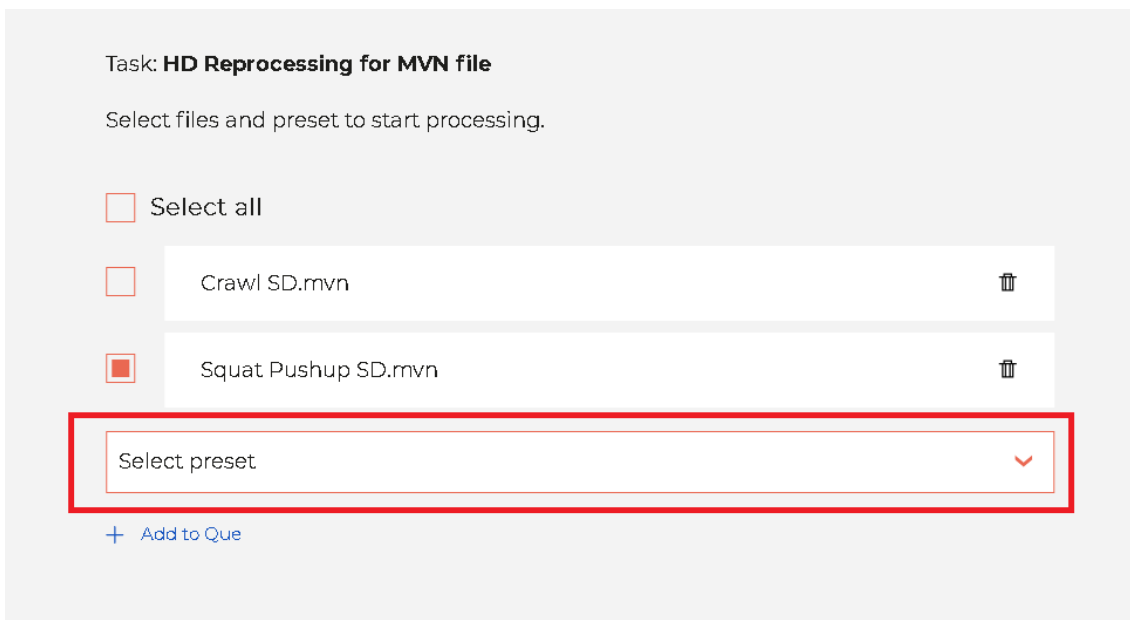 Task: HD Reprocessing for MVN file
Select files and preset to start processing.
Select all
Crawl SD.mvn
Squat Pushup SD.mvn
Select preset
+ Add to Que